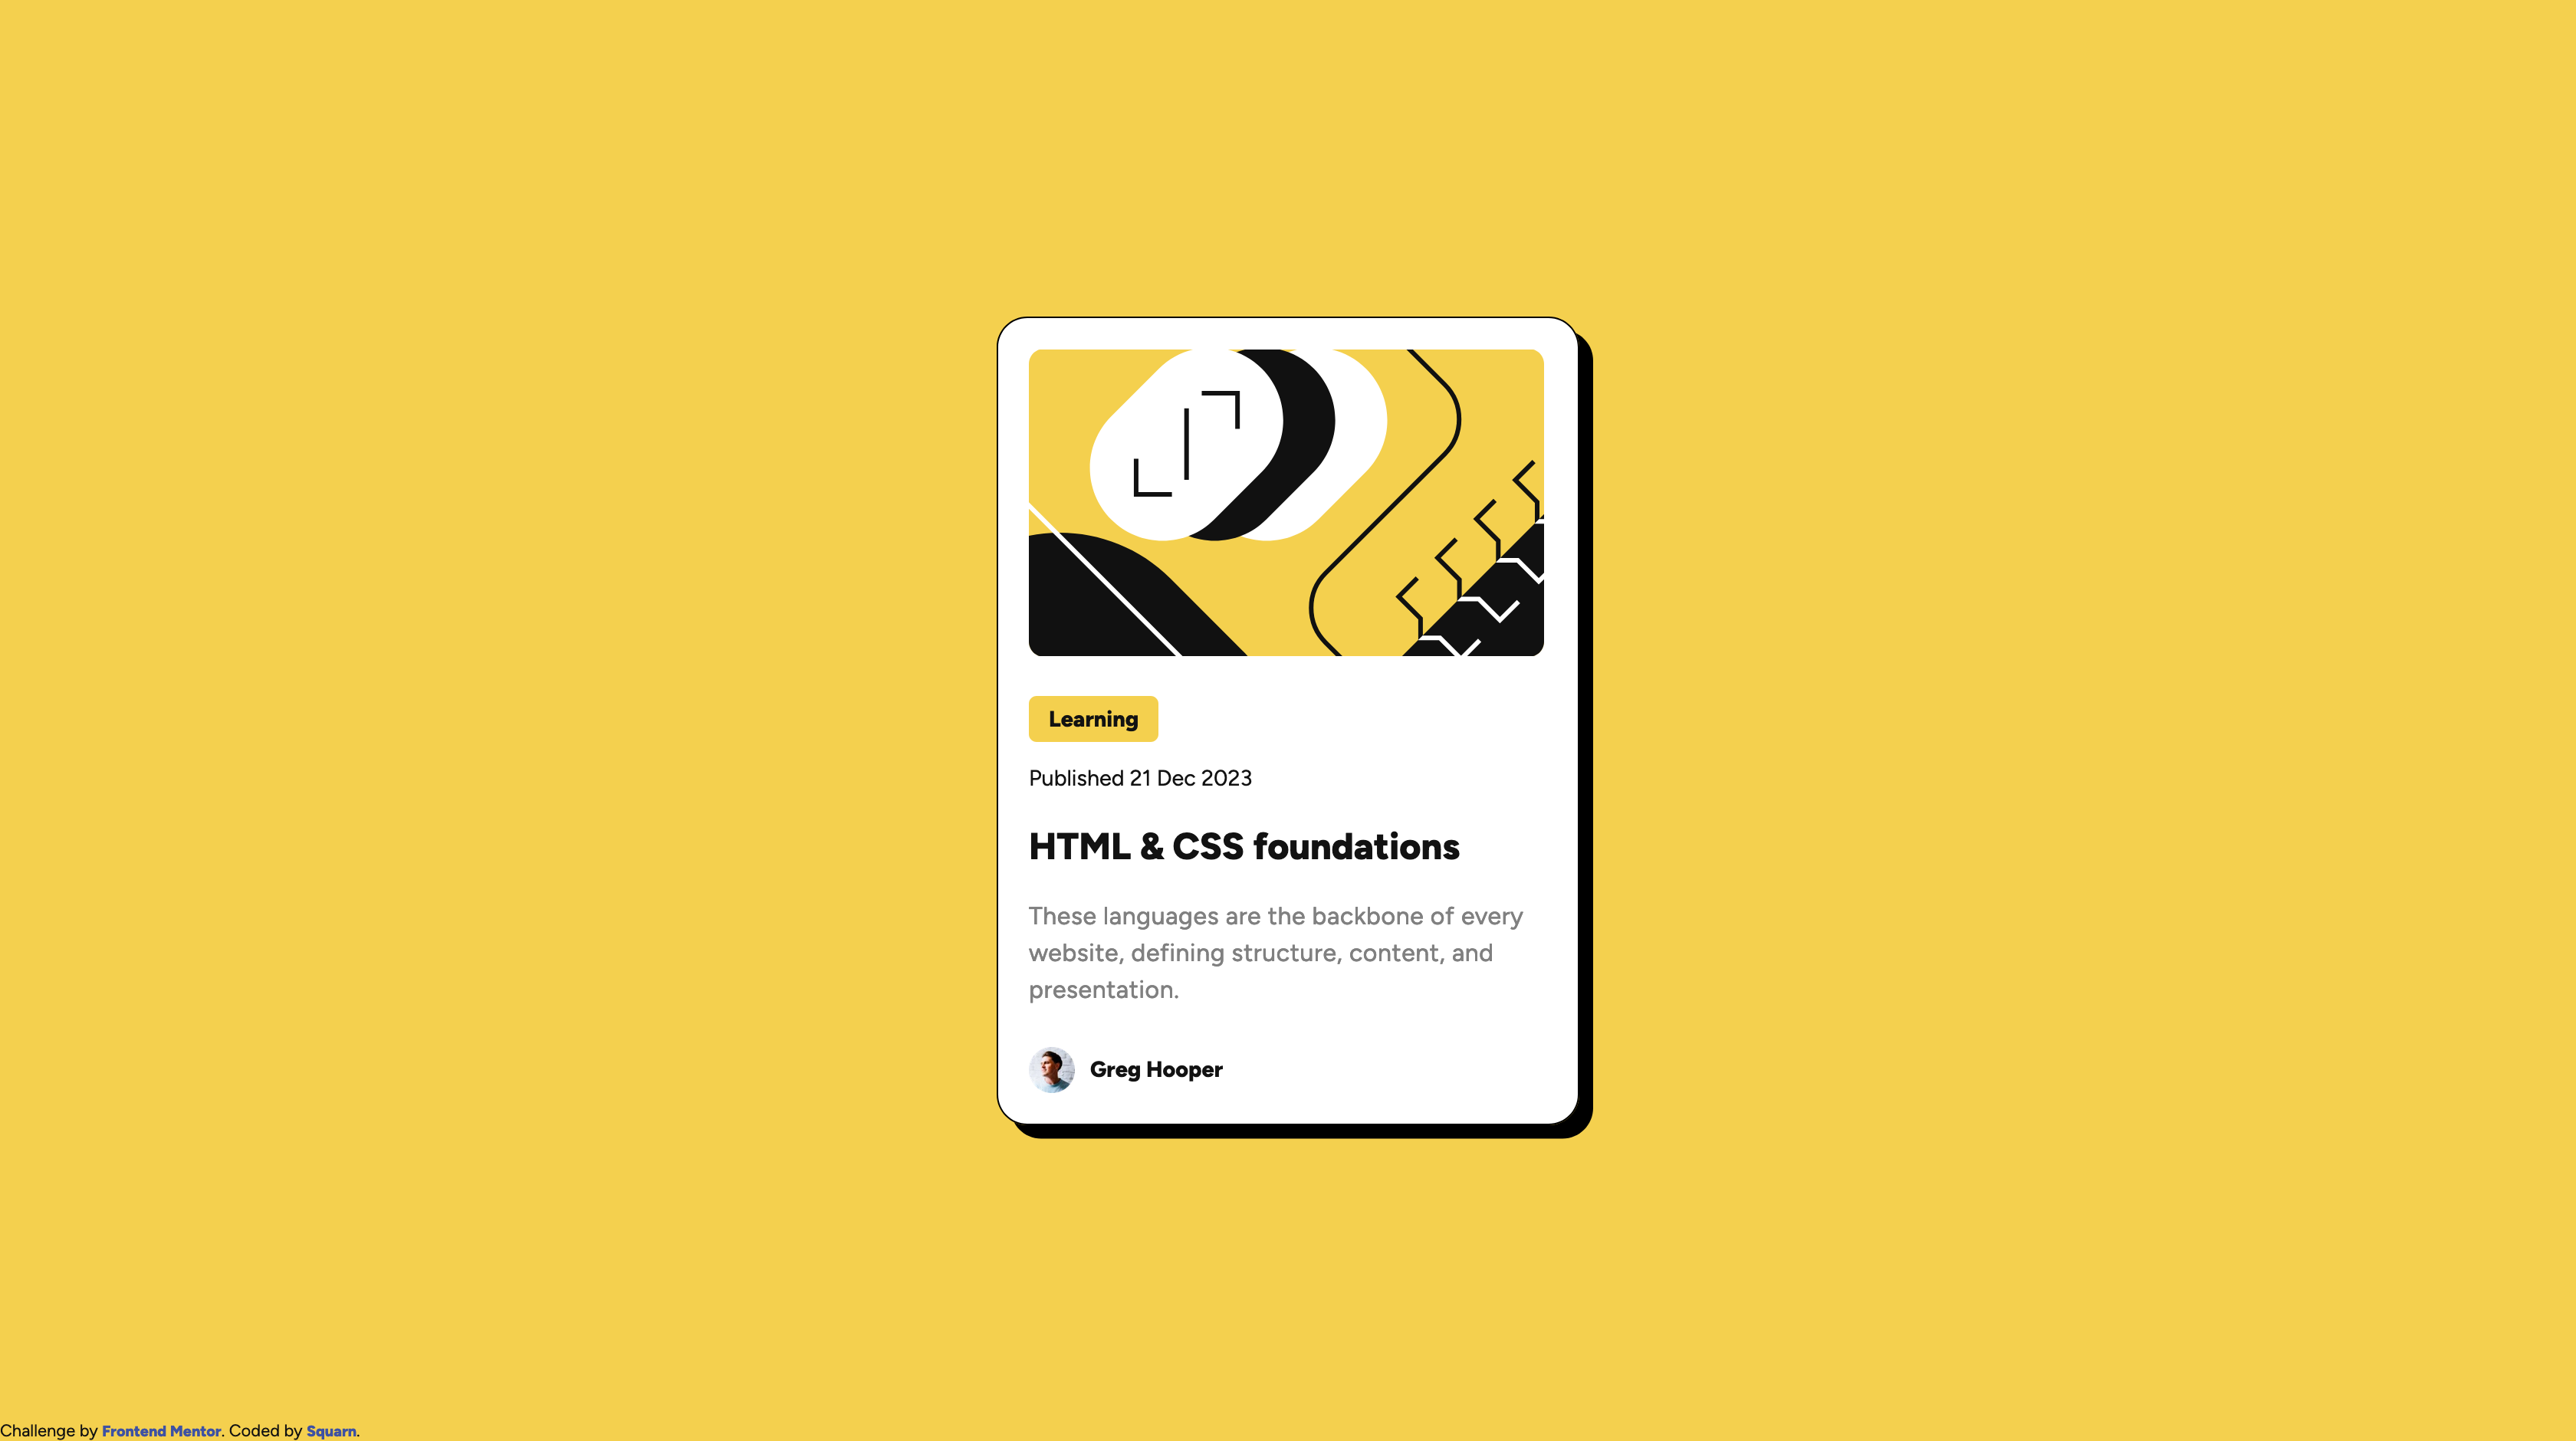 Learning
Published 21 Dec 2023
HTML & CSS foundations
These languages are the backbone of every
website, defining structure, content, and
presentation.
Greg Hooper
Challenge by Frontend Mentor. Coded by Squarn.